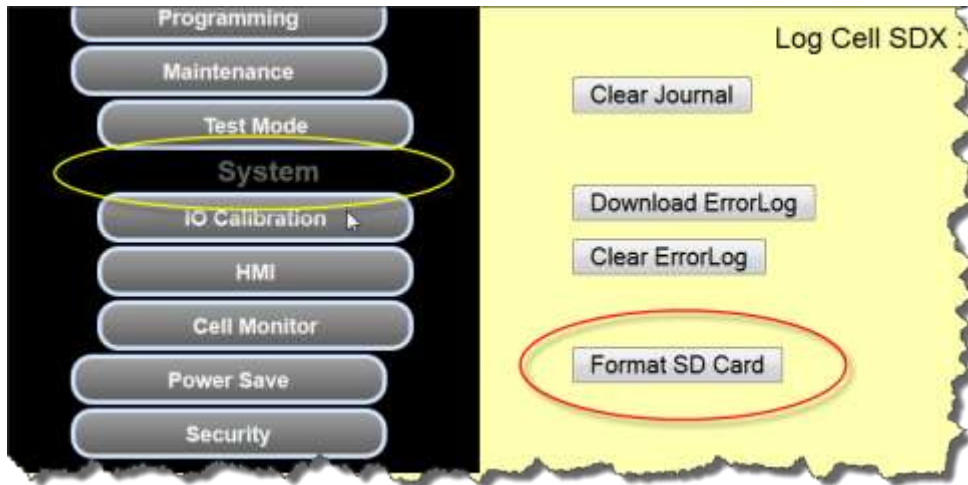 Programming
Maintenance
Test Mode
System
IO Calibration
HMI
Cell Monitor
Power Save
Security
Log Cell SDX :
Clear Journal
Download ErrorLog
Clear ErrorLog
Format SD Card